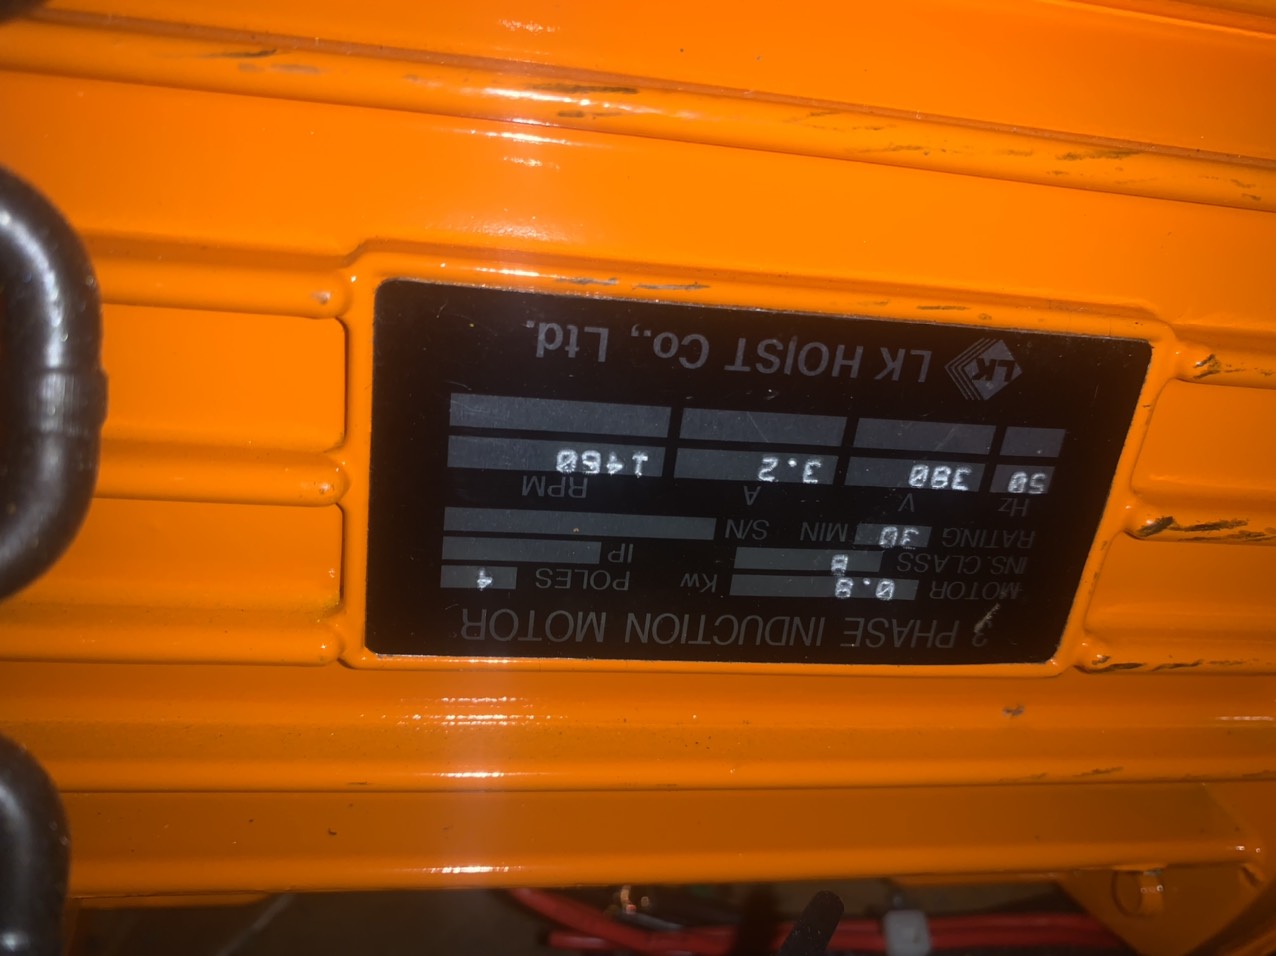 3 PHASE INDUCTION MOTOR
MOTOR 0.8 Kw POLES 4
INS. CLASS B IP
RATING 30 MIN S/N
Hz V A RPM
50 380 3.2 1460
LK LK HOIST Co., Ltd.